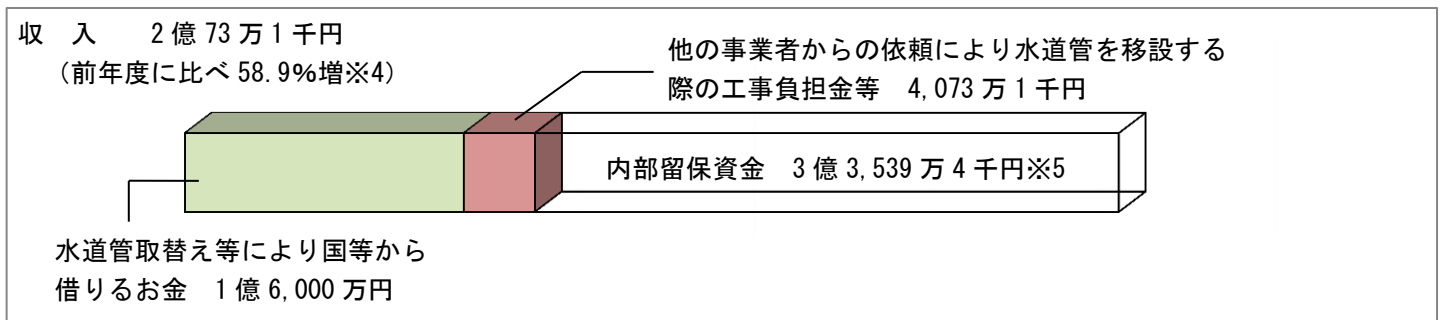 収　入　　2億73万1千円
（前年度に比べ58.9％増※4）
他の事業者からの依頼により水道管を移設する
際の工事負担金等　4,073万1千円
内部留保資金　3億3,539万4千円※5
水道管取替え等により国等から
借りるお金　1億6,000万円